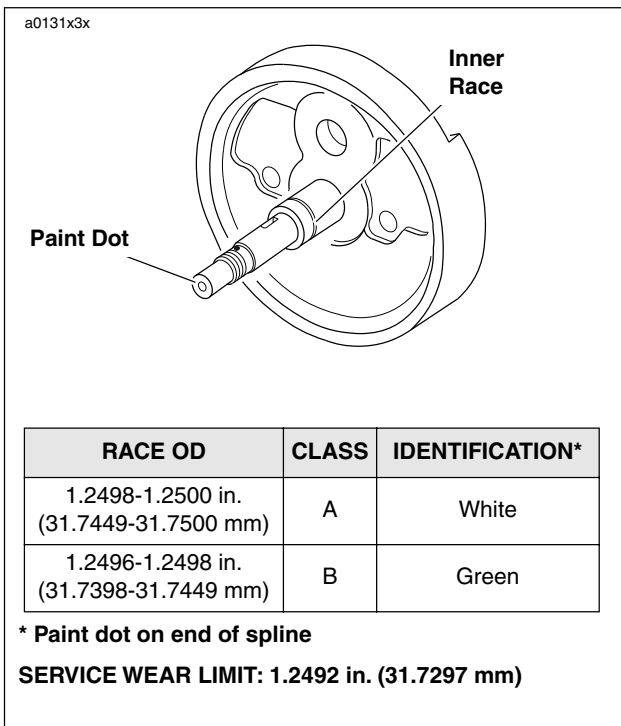 a0131x3x
Inner
Race
Paint Dot
RACE OD CLASS IDENTIFICATION*
1.2498-1.2500 in.
(31.7449-31.7500 mm) A White
1.2496-1.2498 in.
(31.7398-31.7449 mm) B Green
* Paint dot on end of spline
SERVICE WEAR LIMIT: 1.2492 in. (31.7297 mm)